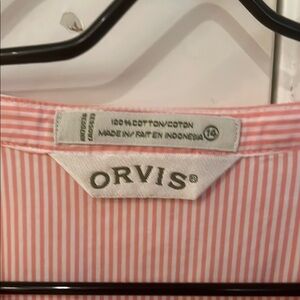 100% COTTON/COTON
MADE IN/ FAIT EN INDONESIA 14
ORVIS®